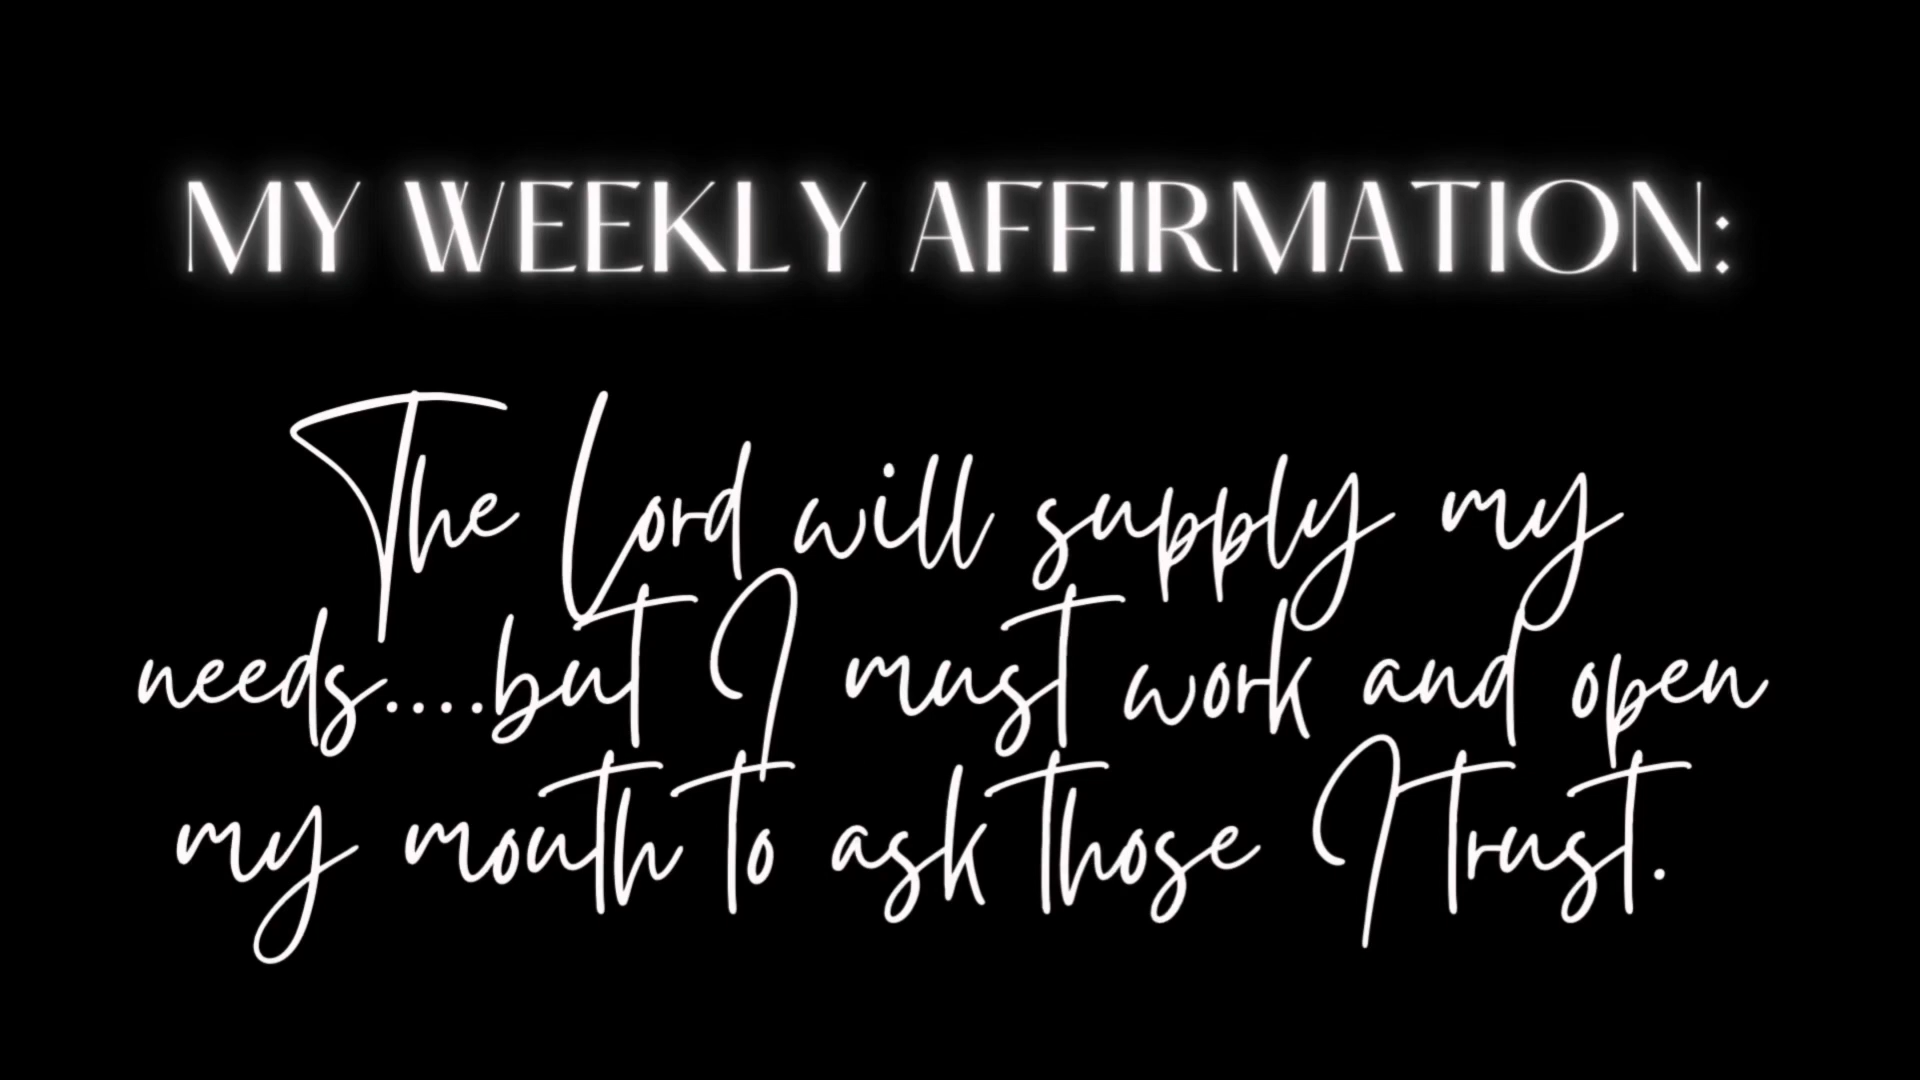 MY WEEKLY AFFIRMATION:
The Lord will supply my
needs....but I must work and open
my mouth to ask those I trust.